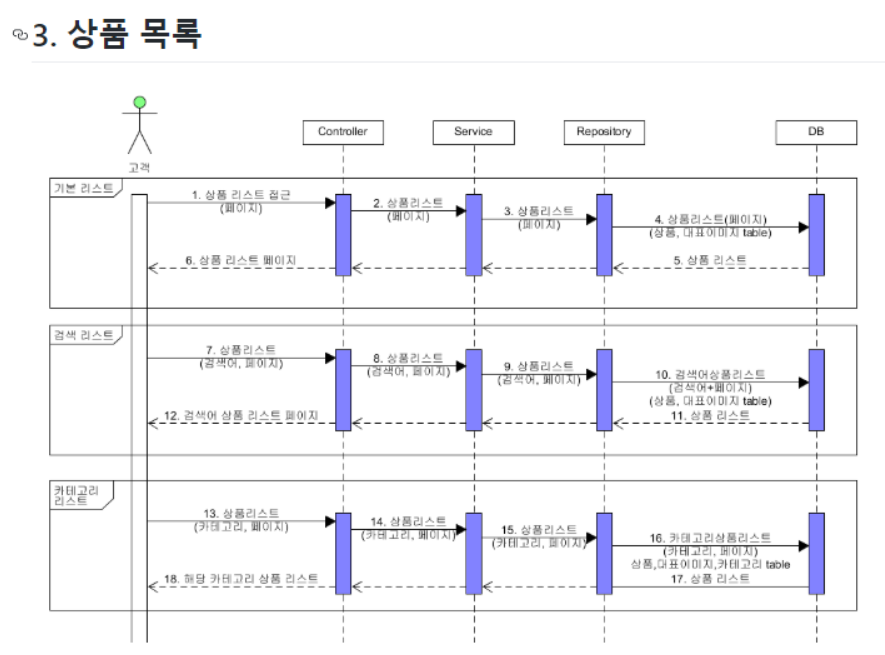 3. 상품 목록
고객
Controller
Service
Repository
DB
기본 리스트
1. 상품 리스트 접근
(페이지)
2. 상품리스트
(페이지)
3. 상품리스트
(페이지)
4. 상품리스트(페이지)
(상품, 대표이미지 table)
5. 상품 리스트
6. 상품 리스트 페이지
검색 리스트
7. 상품리스트
(검색어, 페이지)
8. 상품리스트
(검색어, 페이지)
9. 상품리스트
(검색어, 페이지)
10. 검색어상품리스트
(검색어+페이지)
(상품, 대표이미지 table)
11. 상품 리스트
12. 검색어 상품 리스트 페이지
카테고리
리스트
13. 상품리스트
(카테고리, 페이지)
14. 상품리스트
(카테고리, 페이지)
15. 상품리스트
(카테고리, 페이지)
16. 카테고리상품리스트
(카테고리, 페이지)
상품,대표이미지,카테고리 table
17. 상품 리스트
18. 해당 카테고리 상품 리스트